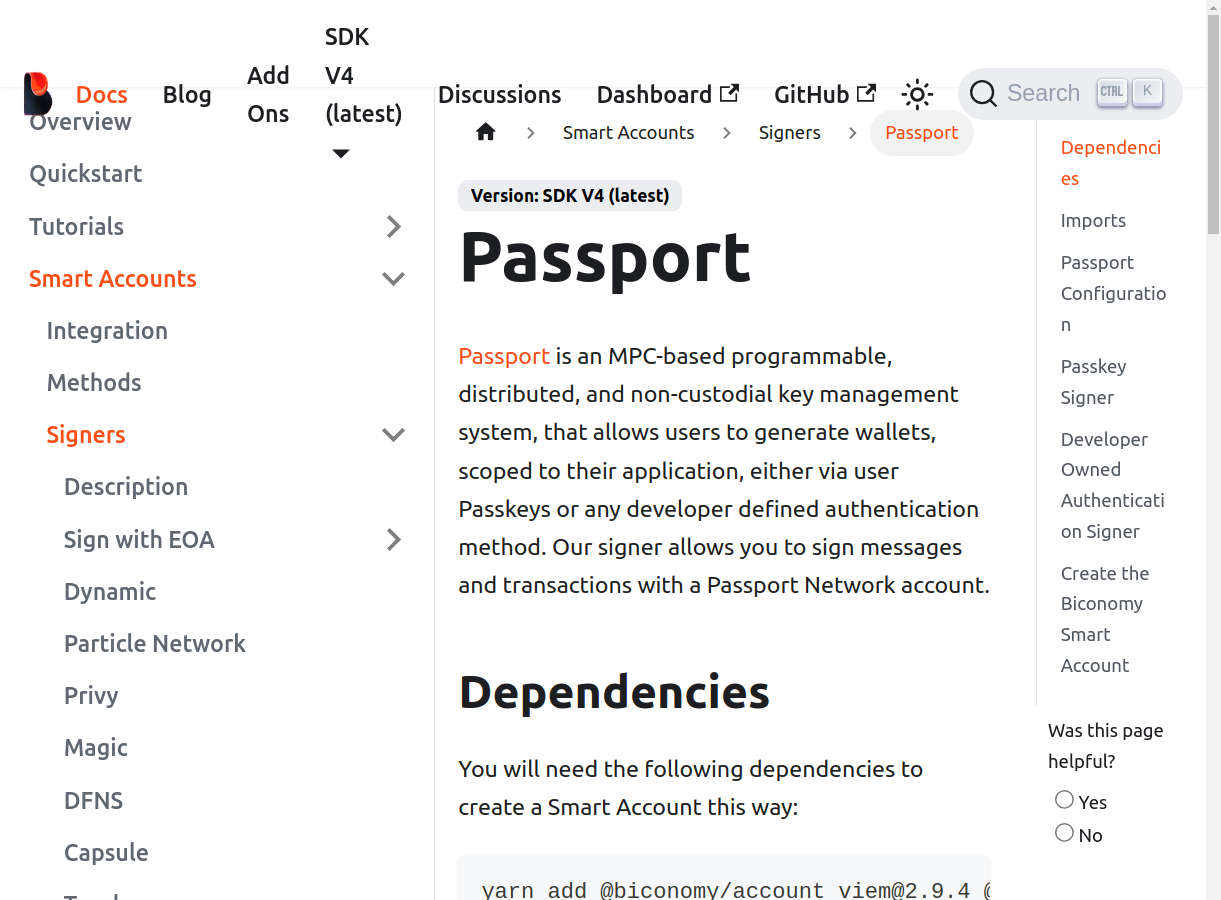 SDK
V4
(latest)
Add
Ons
Docs
Blog
Discussions
Dashboard
GitHub
Search
CTRL
K
Overview
Quickstart
Tutorials
Smart Accounts
Integration
Methods
Signers
Description
Sign with EOA
Dynamic
Particle Network
Privy
Magic
DFNS
Capsule
Smart Accounts
Signers
Passport
Version: SDK V4 (latest)
Passport
Passport is an MPC-based programmable,
distributed, and non-custodial key management
system, that allows users to generate wallets,
scoped to their application, either via user
Passkeys or any developer defined authentication
method. Our signer allows you to sign messages
and transactions with a Passport Network account.
Dependencies
You will need the following dependencies to
create a Smart Account this way:
yarn add @biconomy/account viem@2.9.4 @
Dependenci
es
Imports
Passport
Configuratio
n
Passkey
Signer
Developer
Owned
Authenticati
on Signer
Create the
Biconomy
Smart
Account
Was this page
helpful?
Yes
No